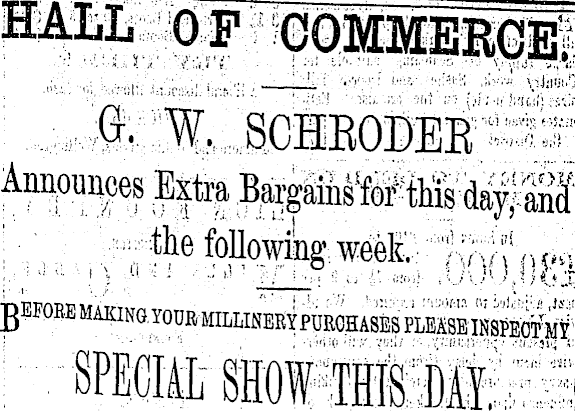 HALL OF COMMERCE.
G. W. SCHRODER
Announces Extra Bargains for this day, and
the following week.
BEFORE MAKING YOUR MILLINERY PURCHASES PLEASE INSPECT MY
SPECIAL SHOW THIS DAY.